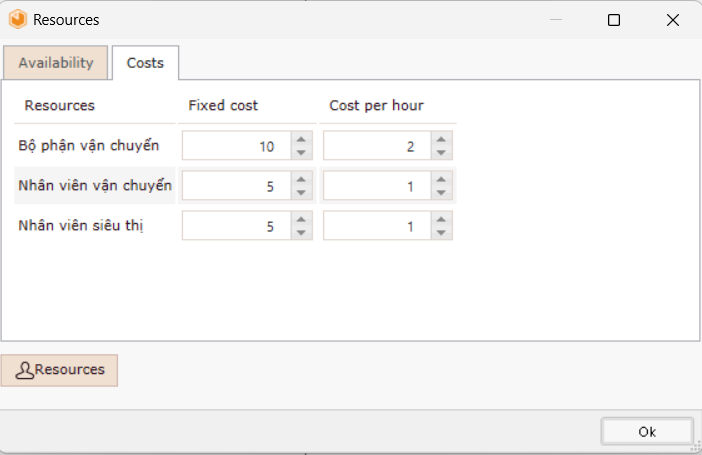 Resources
Availability Costs
Resources Fixed cost Cost per hour
Bộ phận vận chuyển 10 2
Nhân viên vận chuyển 5 1
Nhân viên siêu thị 5 1
Resources
Ok